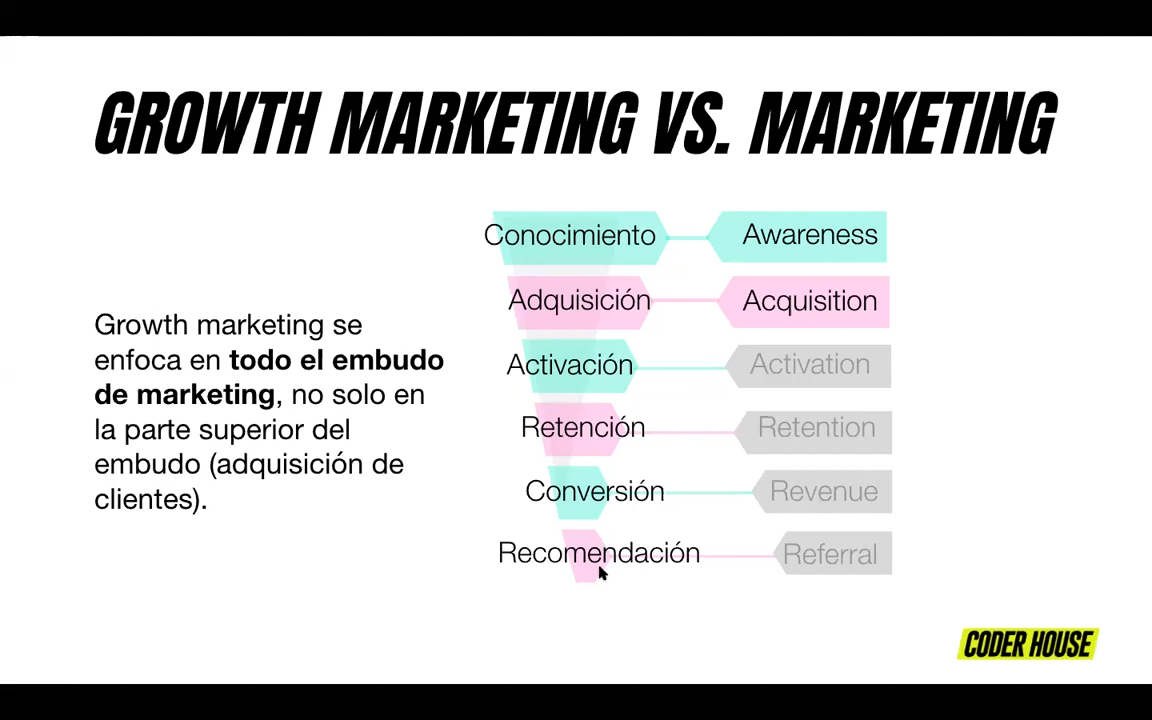 GROWTH MARKETING VS. MARKETING
Growth marketing se
enfoca en todo el embudo
de marketing, no solo en
la parte superior del
embudo (adquisición de
clientes).
Conocimiento
Awareness
Adquisición
Acquisition
Activación
Activation
Retención
Retention
Conversión
Revenue
Recomendación
Referral
CODER HOUSE